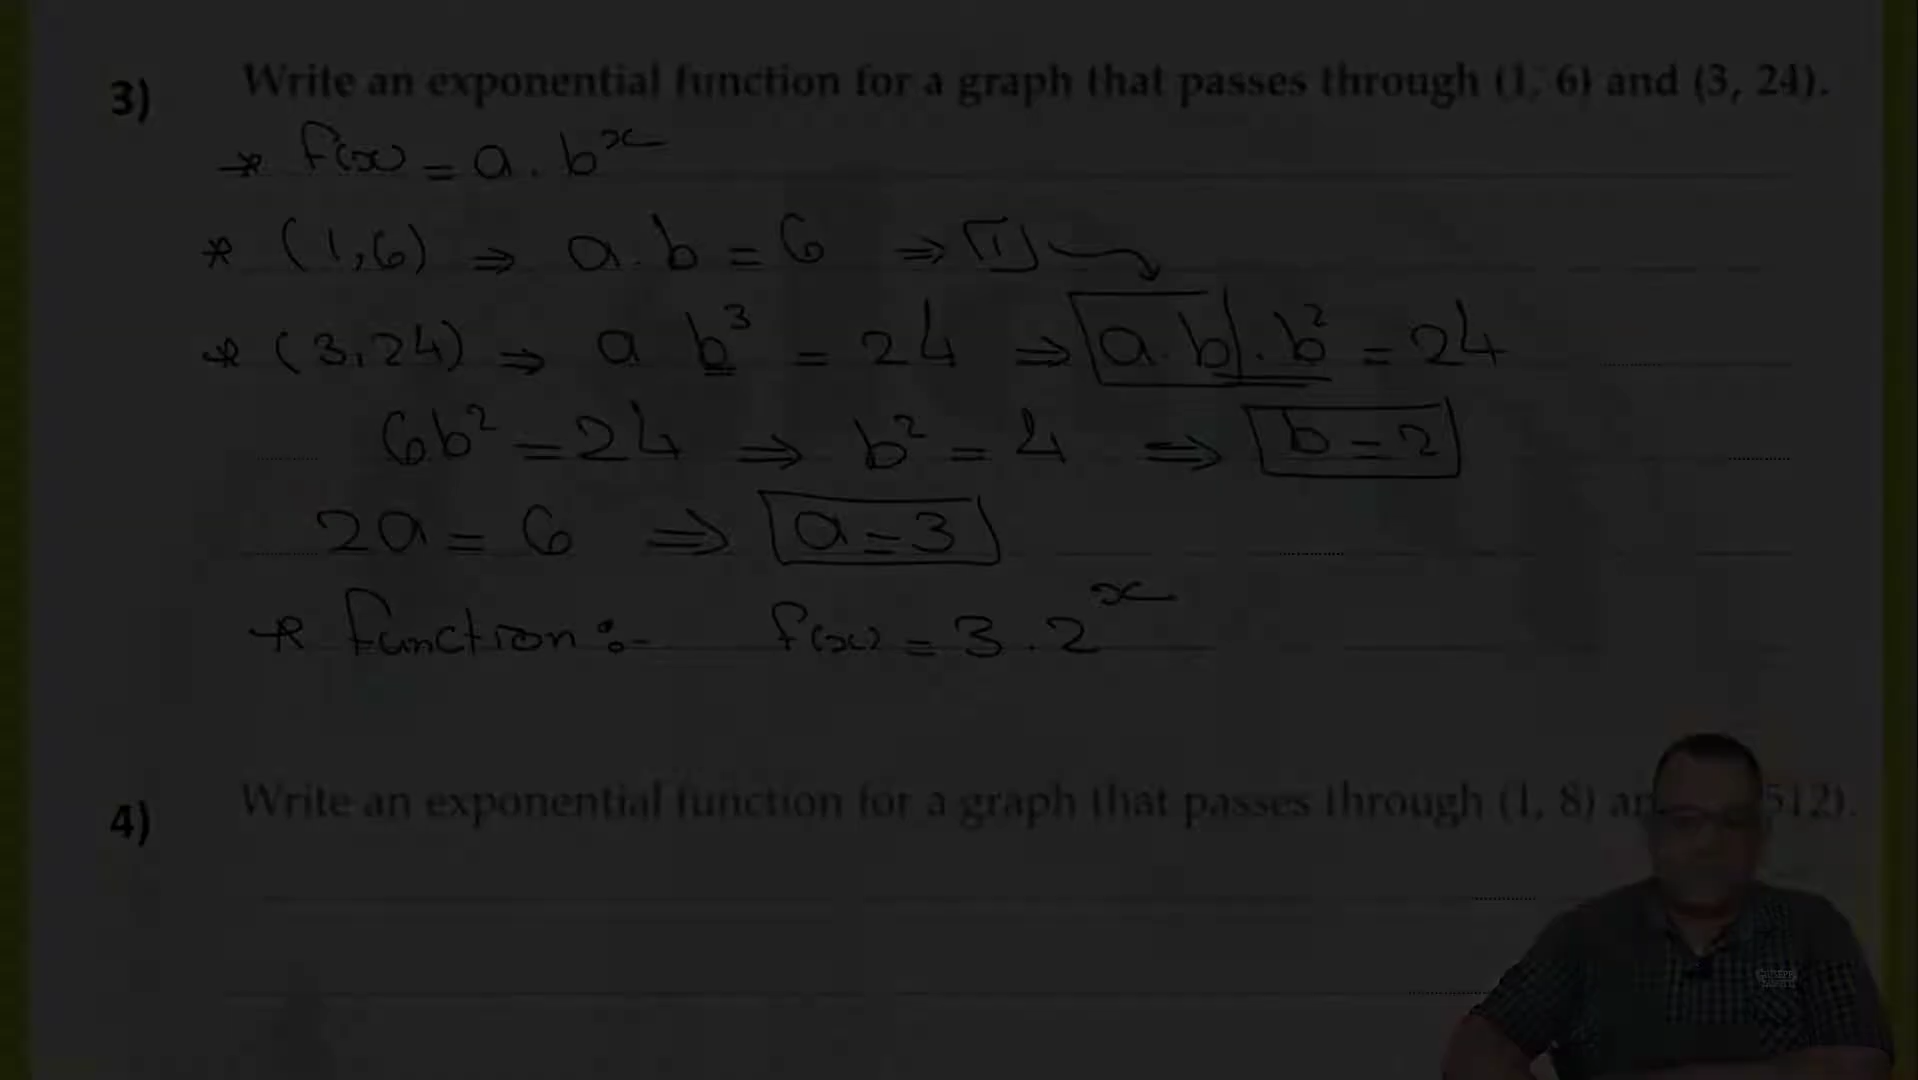 3) Write an exponential function for a graph that passes through (1, 6) and (3, 24).
* f(x) = a . b^x
* (1,6) ⇒ a . b = 6 ⇒ [1]
* (3,24) ⇒ a b^3 = 24 ⇒ a . b . b^2 = 24
6b^2 = 24 ⇒ b^2 = 4 ⇒ b = 2
2a = 6 ⇒ a = 3
* function :- f(x) = 3 . 2^x
4) Write an exponential function for a graph that passes through (1, 8) 512).